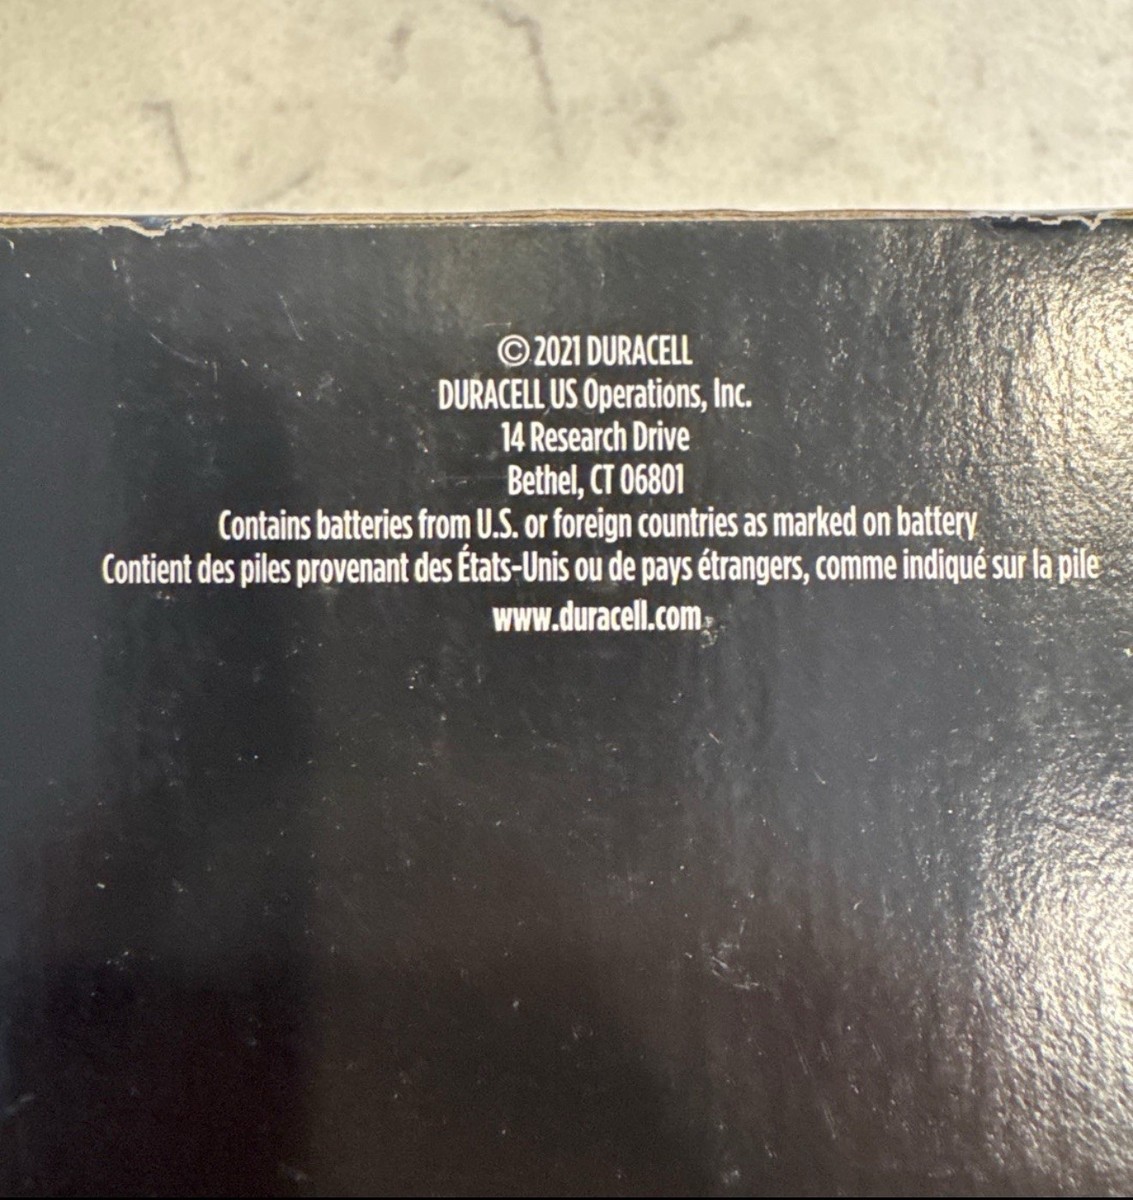 © 2021 DURACELL
DURACELL US Operations, Inc.
14 Research Drive
Bethel, CT 06801
Contains batteries from U.S. or foreign countries as marked on battery
Contient des piles provenant des États-Unis ou de pays étrangers, comme indiqué sur la pile
www.duracell.com